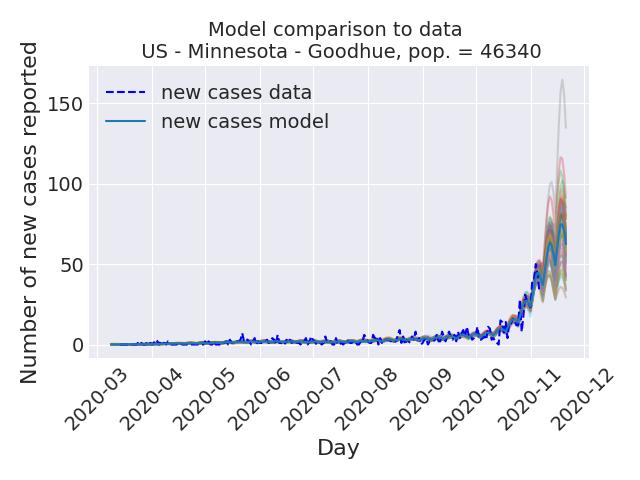 Model comparison to data
US - Minnesota - Goodhue, pop. = 46340
new cases data
new cases model
Number of new cases reported
150
100
50
0
2020-03
2020-04
2020-05
2020-06
2020-07
2020-08
2020-09
2020-10
2020-11
2020-12
Day